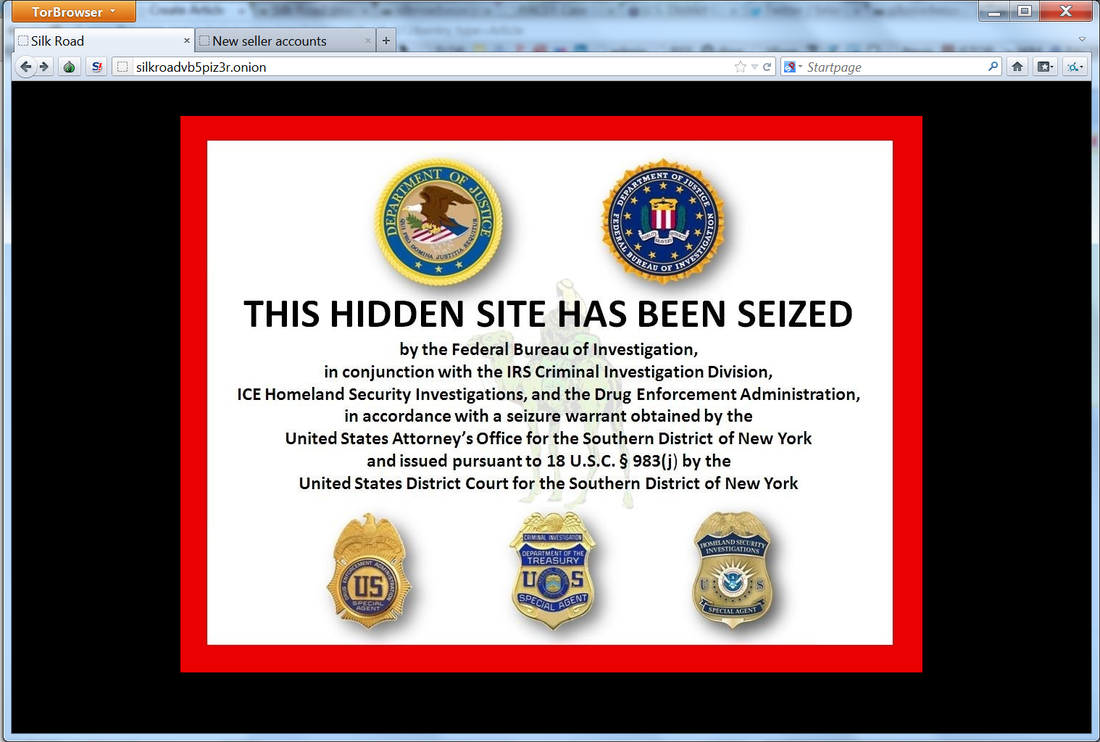 TorBrowser
Silk Road
New seller accounts
silkroadvb5piz3r.onion
Startpage
DEPARTMENT OF JUSTICE
QUI PRO DOMINA JUSTITIA SEQUITUR
DEPARTMENT OF JUSTICE
FEDERAL BUREAU OF INVESTIGATION
THIS HIDDEN SITE HAS BEEN SEIZED
by the Federal Bureau of Investigation,
in conjunction with the IRS Criminal Investigation Division,
ICE Homeland Security Investigations, and the Drug Enforcement Administration,
in accordance with a seizure warrant obtained by the
United States Attorney’s Office for the Southern District of New York
and issued pursuant to 18 U.S.C. § 983(j) by the
United States District Court for the Southern District of New York
DRUG ENFORCEMENT ADMINISTRATION
US
SPECIAL
AGENT
CRIMINAL INVESTIGATION
DEPARTMENT OF THE
TREASURY
U S
SPECIAL AGENT
HOMELAND SECURITY
INVESTIGATIONS
U S
SPECIAL AGENT